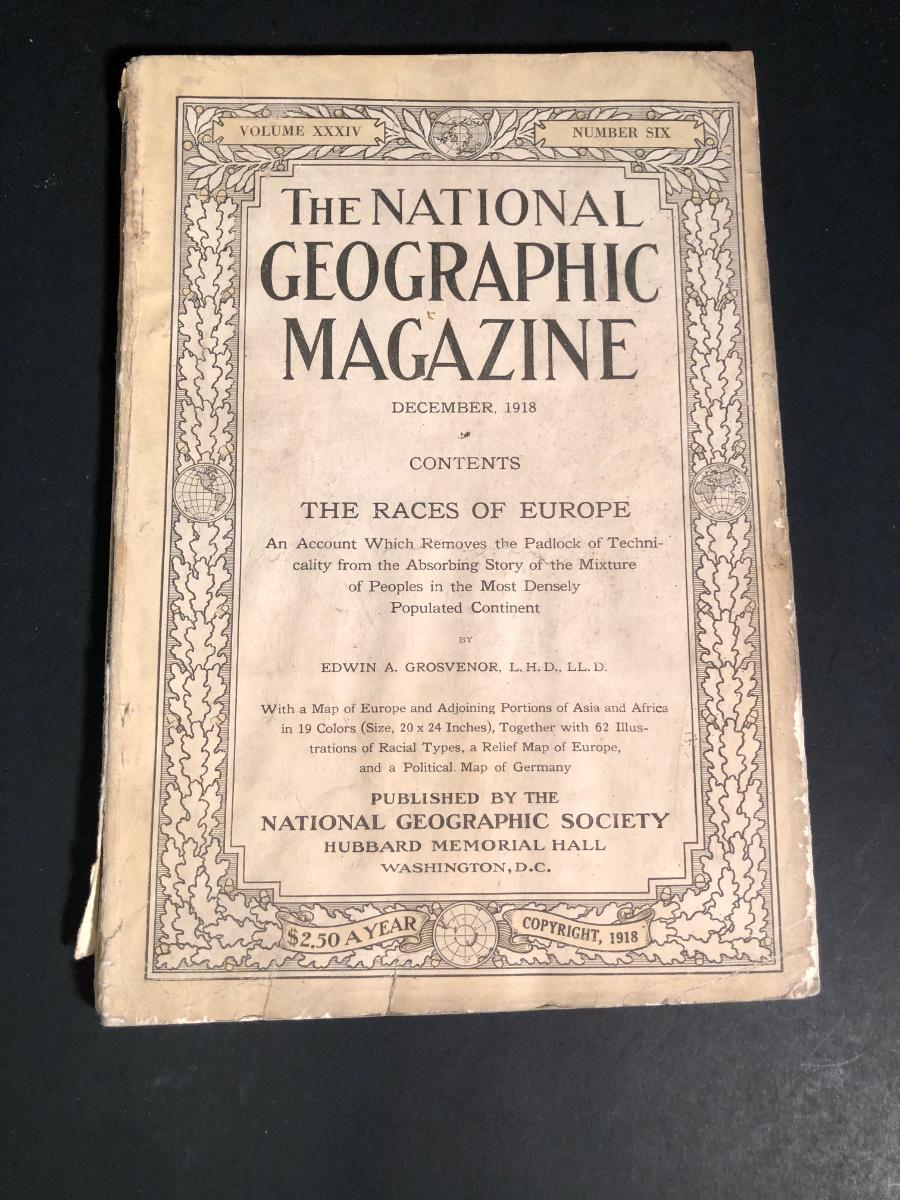 VOLUME XXXIV
NUMBER SIX
THE NATIONAL
GEOGRAPHIC
MAGAZINE
DECEMBER, 1918
CONTENTS
THE RACES OF EUROPE
An Account Which Removes the Padlock of Techni-
cality from the Absorbing Story of the Mixture
of Peoples in the Most Densely
Populated Continent
BY
EDWIN A. GROSVENOR, L.H.D., LL.D.
With a Map of Europe and Adjoining Portions of Asia and Africa
in 19 Colors (Size, 20 x 24 Inches), Together with 62 Illus-
trations of Racial Types, a Relief Map of Europe,
and a Political Map of Germany
PUBLISHED BY THE
NATIONAL GEOGRAPHIC SOCIETY
HUBBARD MEMORIAL HALL
WASHINGTON, D.C.
$2.50 A YEAR
COPYRIGHT, 1918